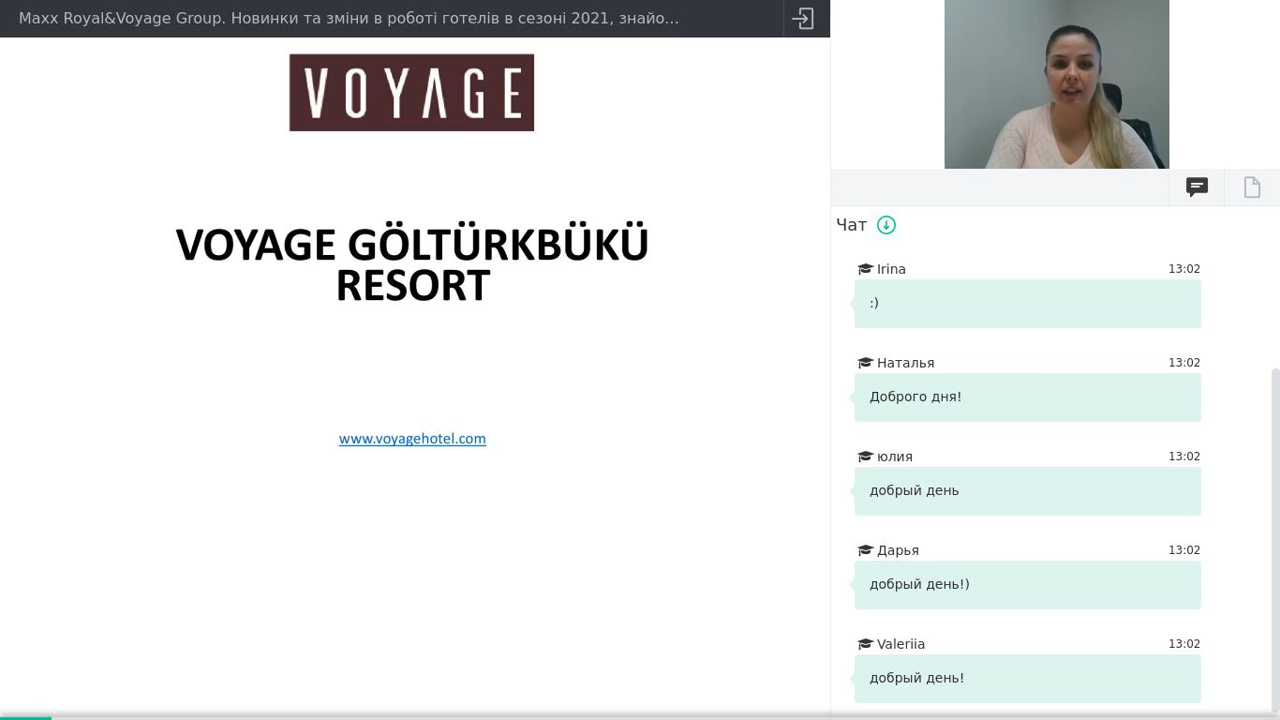 Maxx Royal&Voyage Group. Новинки та зміни в роботі готелів в сезоні 2021, знайо...
VOYAGE
VOYAGE GÖLTÜRKBÜKÜ
RESORT
www.voyagehotel.com
Чат
Irina 13:02
:)
Наталья 13:02
Доброго дня!
юлия 13:02
добрый день
Дарья 13:02
добрый день!)
Valeriia 13:02
добрый день!